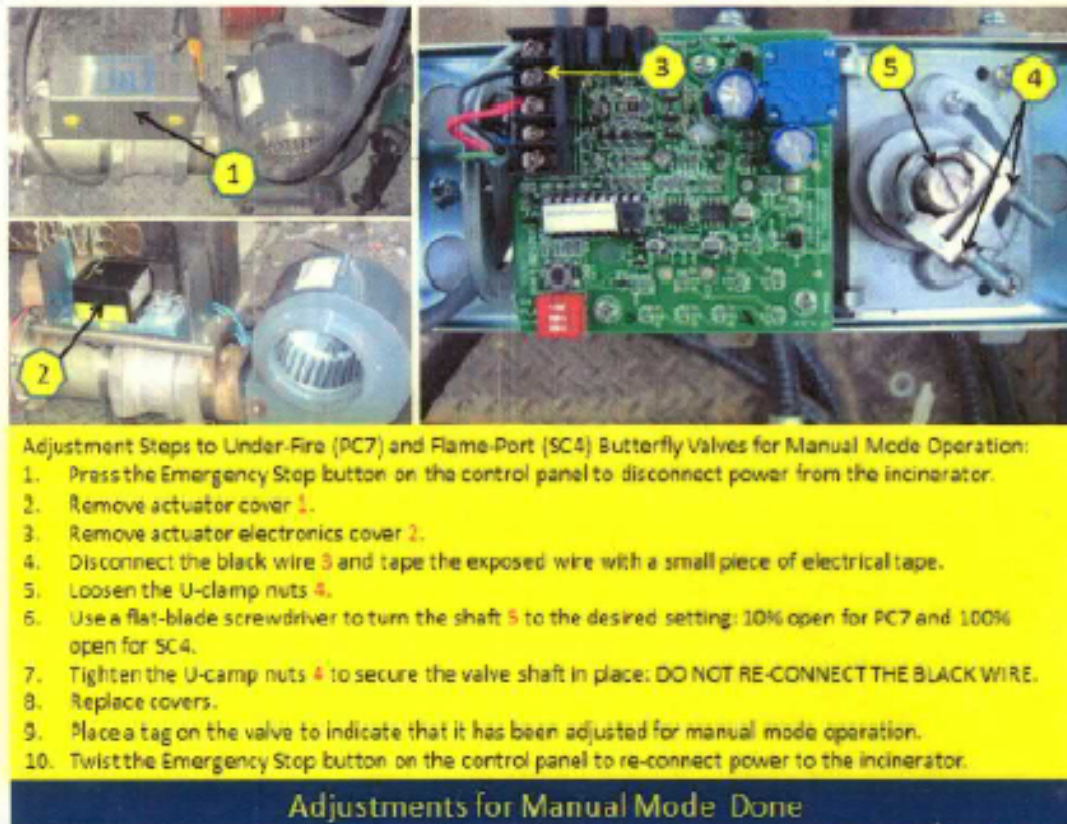 1
2
3
5
4
Adjustment Steps to Under-Fire (PC7) and Flame-Port (SC4) Butterfly Valves for Manual Mode Operation:
1. Press the Emergency Stop button on the control panel to disconnect power from the incinerator.
2. Remove actuator cover 1.
3. Remove actuator electronics cover 2.
4. Disconnect the black wire 3 and tape the exposed wire with a small piece of electrical tape.
5. Loosen the U-clamp nuts 4.
6. Use a flat-blade screwdriver to turn the shaft 5 to the desired setting: 10% open for PC7 and 100%
open for SC4.
7. Tighten the U-camp nuts 4 to secure the valve shaft in place: DO NOT RE-CONNECT THE BLACK WIRE.
8. Replace covers.
9. Place a tag on the valve to indicate that it has been adjusted for manual mode operation.
10. Twist the Emergency Stop button on the control panel to re-connect power to the incinerator.
Adjustments for Manual Mode Done